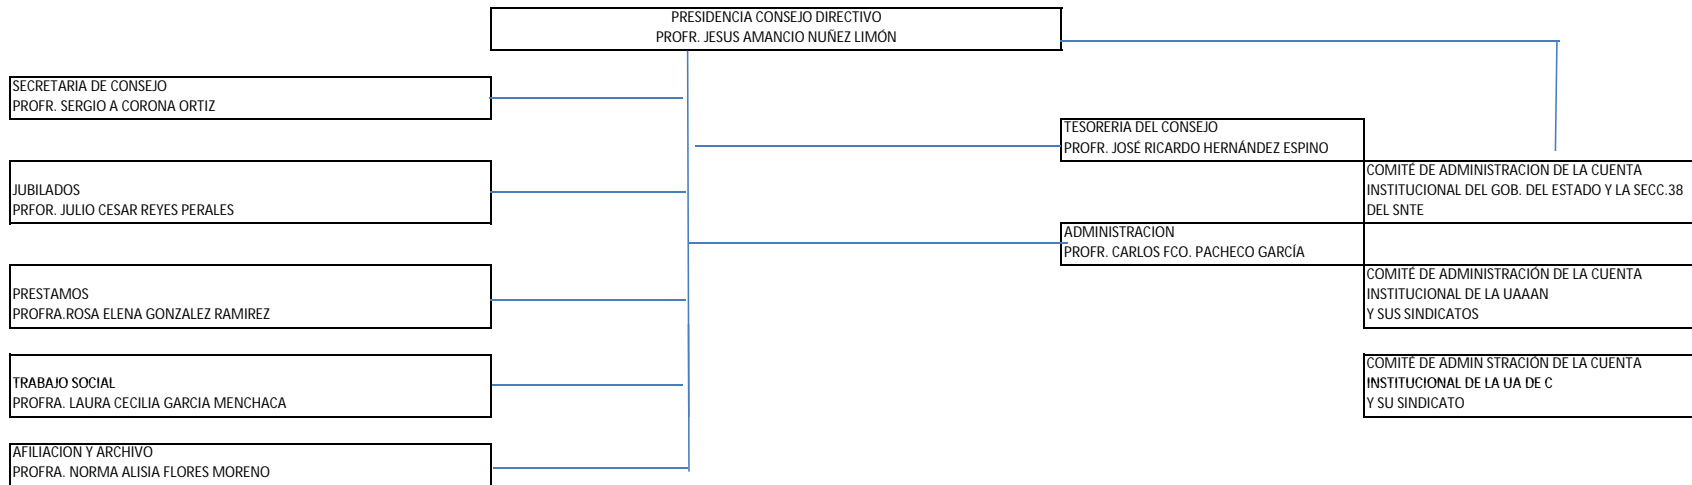 PRESIDENCIA CONSEJO DIRECTIVO
PROFR. JESUS AMANCIO NUÑEZ LIMÓN
SECRETARIA DE CONSEJO
PROFR. SERGIO A CORONA ORTIZ
TESORERIA DEL CONSEJO
PROFR. JOSÉ RICARDO HERNÁNDEZ ESPINO
JUBILADOS
PRFOR. JULIO CESAR REYES PERALES
COMITÉ DE ADMINISTRACION DE LA CUENTA
INSTITUCIONAL DEL GOB. DEL ESTADO Y LA SECC.38
DEL SNTE
ADMINISTRACION
PROFR. CARLOS FCO. PACHECO GARCÍA
PRESTAMOS
PROFRA.ROSA ELENA GONZALEZ RAMIREZ
COMITÉ DE ADMINISTRACIÓN DE LA CUENTA
INSTITUCIONAL DE LA UAAAN
Y SUS SINDICATOS
TRABAJO SOCIAL
PROFRA. LAURA CECILIA GARCIA MENCHACA
COMITÉ DE ADMIN STRACIÓN DE LA CUENTA
INSTITUCIONAL DE LA UA DE C
Y SU SINDICATO
AFILIACION Y ARCHIVO
PROFRA. NORMA ALISIA FLORES MORENO